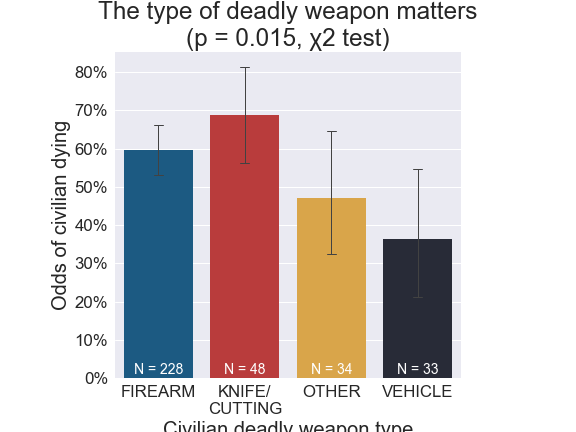 The type of deadly weapon matters
(p = 0.015, χ2 test)
Odds of civilian dying
80%
70%
60%
50%
40%
30%
20%
10%
0%
N = 228
N = 48
N = 34
N = 33
FIREARM
KNIFE/
CUTTING
OTHER
VEHICLE
Civilian deadly weapon type